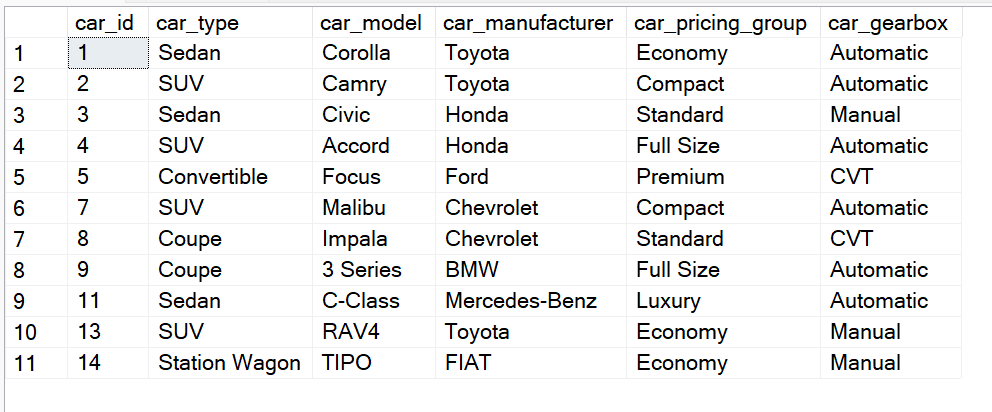 car_id car_type car_model car_manufacturer car_pricing_group car_gearbox
1 1 Sedan Corolla Toyota Economy Automatic
2 2 SUV Camry Toyota Compact Automatic
3 3 Sedan Civic Honda Standard Manual
4 4 SUV Accord Honda Full Size Automatic
5 5 Convertible Focus Ford Premium CVT
6 7 SUV Malibu Chevrolet Compact Automatic
7 8 Coupe Impala Chevrolet Standard CVT
8 9 Coupe 3 Series BMW Full Size Automatic
9 11 Sedan C-Class Mercedes-Benz Luxury Automatic
10 13 SUV RAV4 Toyota Economy Manual
11 14 Station Wagon TIPO FIAT Economy Manual